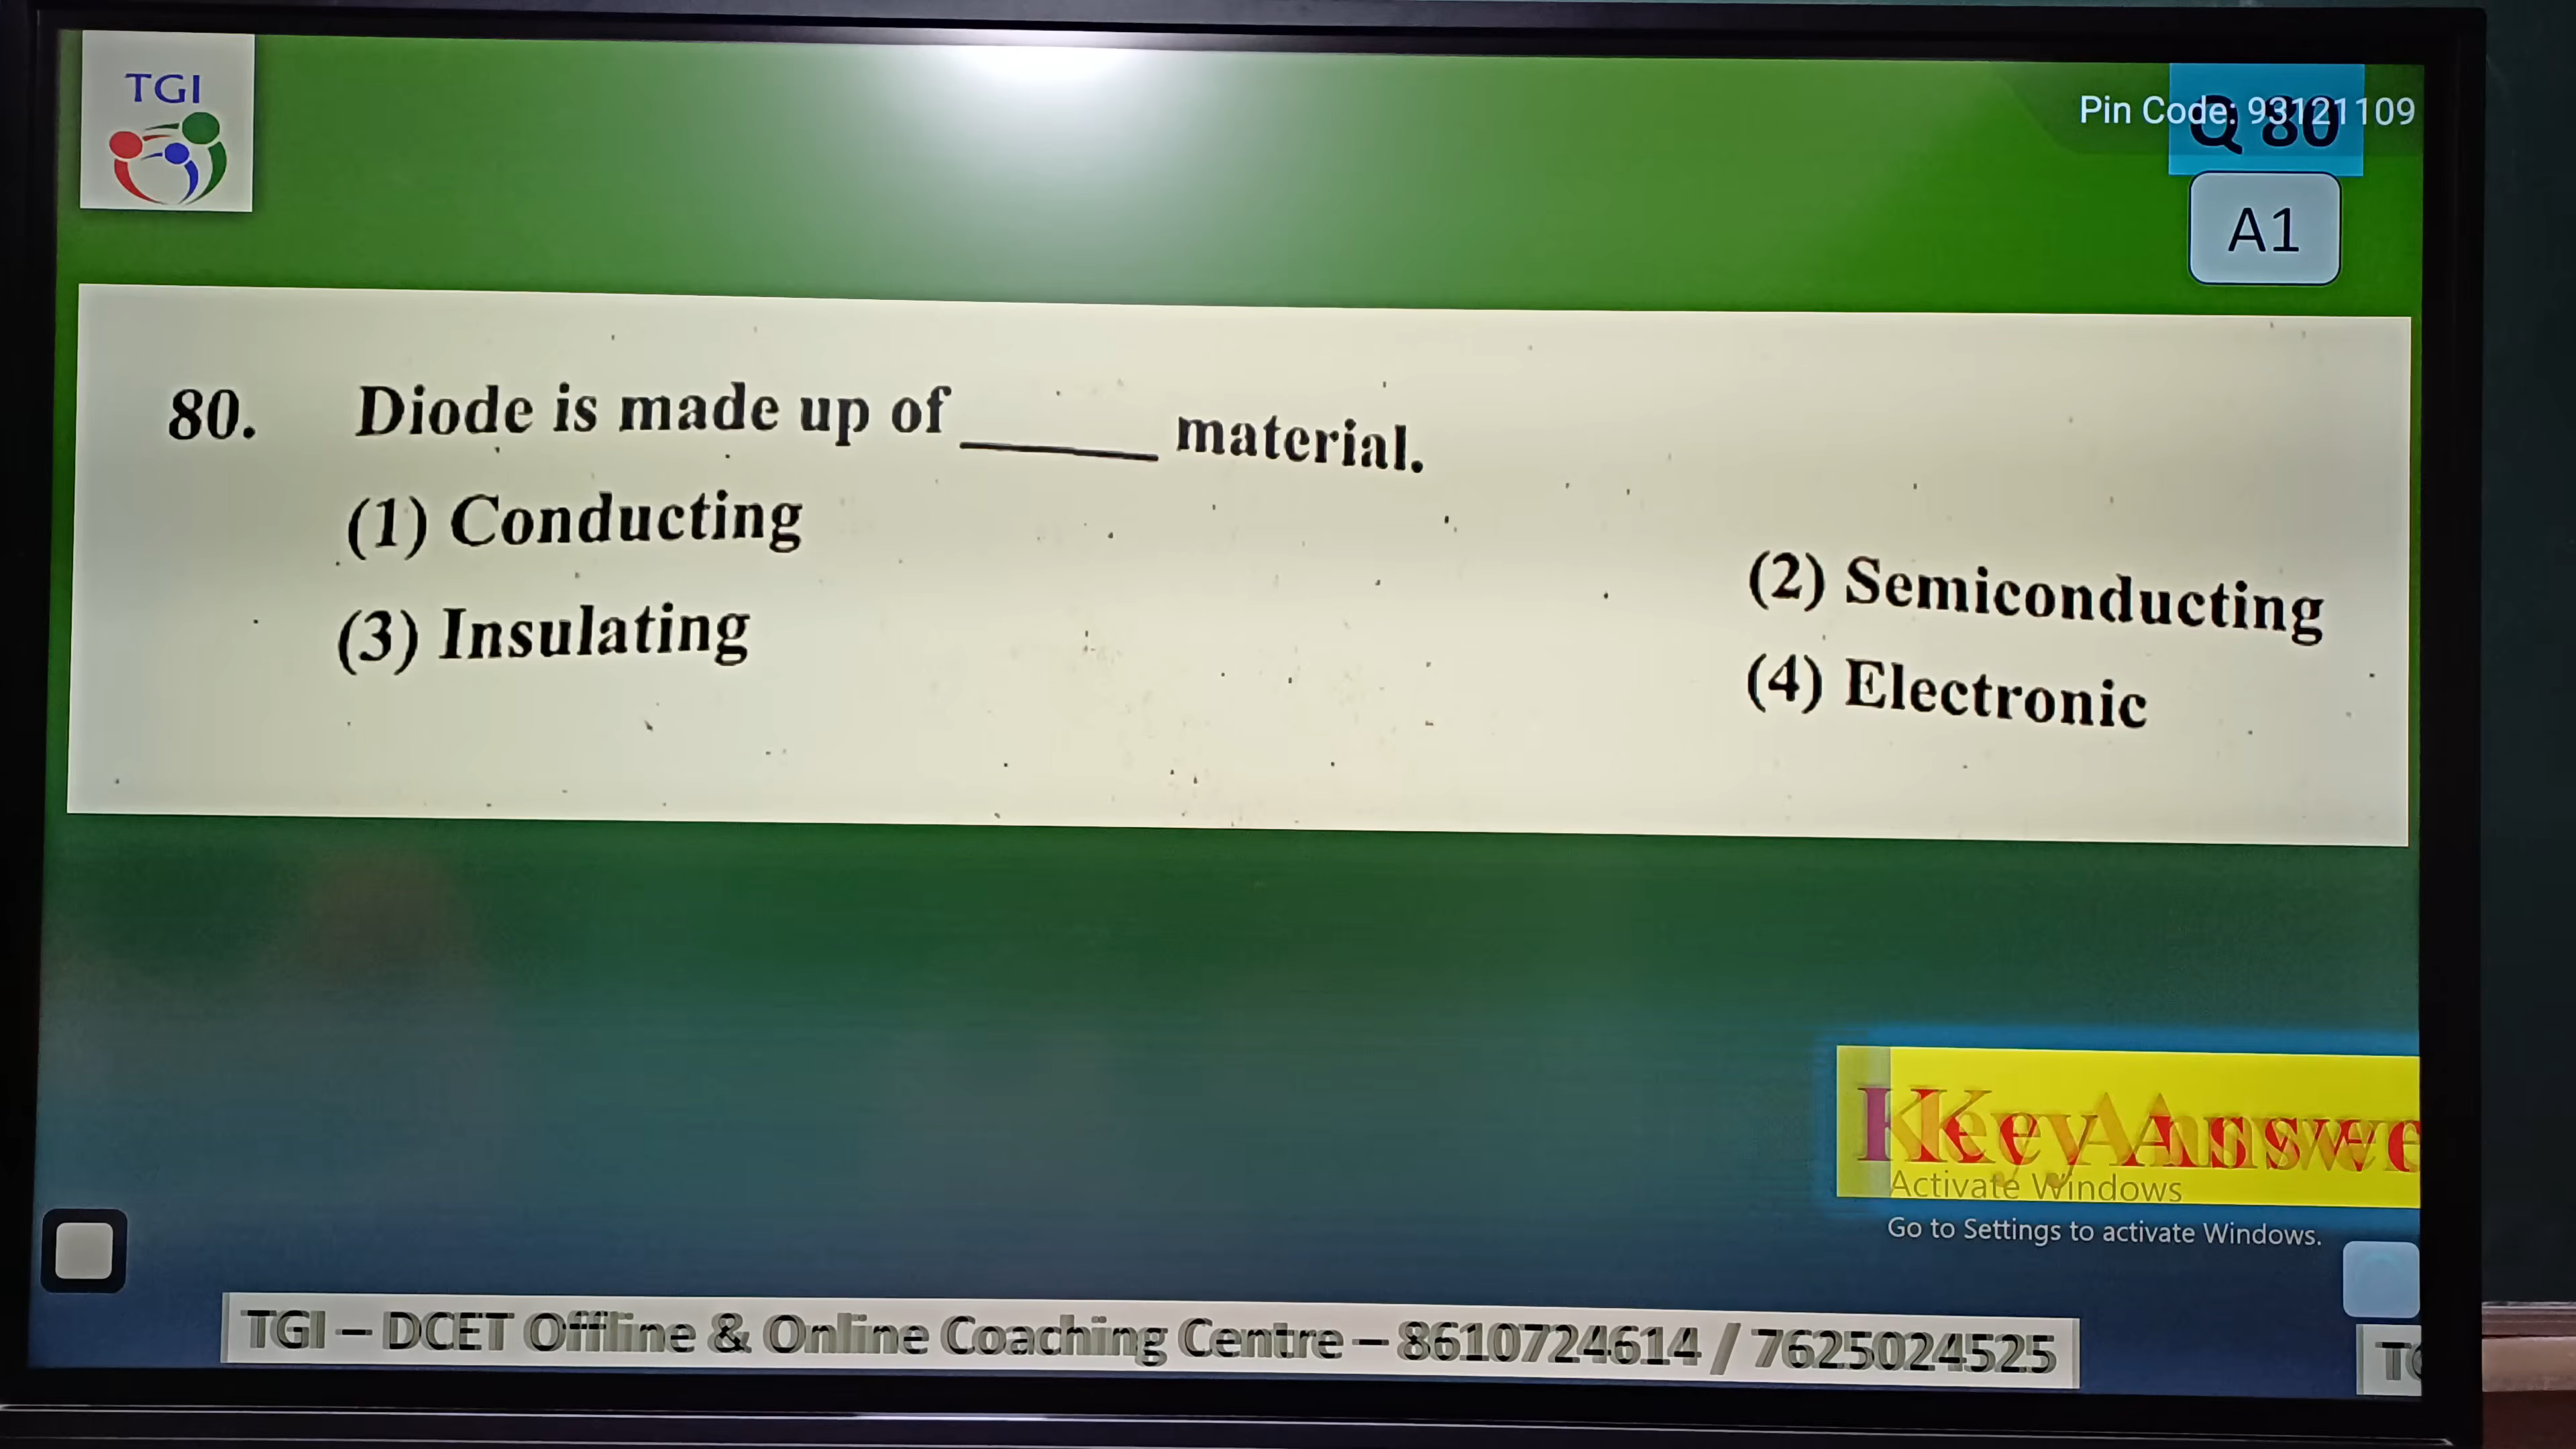 TGI
Pin Code: 93121109
Q 80
A1
80. Diode is made up of ______ material.
(1) Conducting
(2) Semiconducting
(3) Insulating
(4) Electronic
Activate Windows
Go to Settings to activate Windows.
TGI – DCET Offline & Online Coaching Centre – 8610724614 / 7625024525